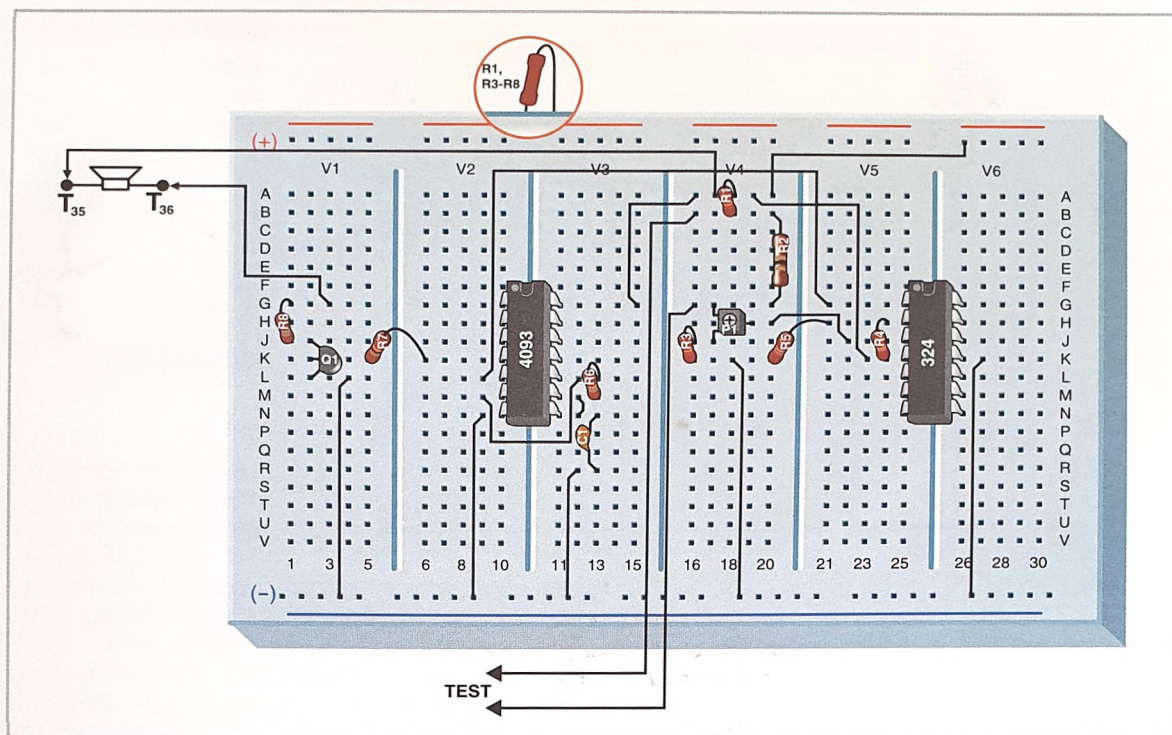 R1,
R3-R8
(+)
V1 V2 V3 V4 V5 V6
T35 T36
A A
B B
C C
D D
E E
F F
G G
H H
J J
K K
L L
M M
N N
P P
Q Q
R R
S S
T T
U U
V V
R1
R2
R8
Q1
R7
4093
R6
C1
R3
R5
R4
324
1 3 5 6 8 10 11 13 15 16 18 20 21 23 25 26 28 30
(−)
TEST